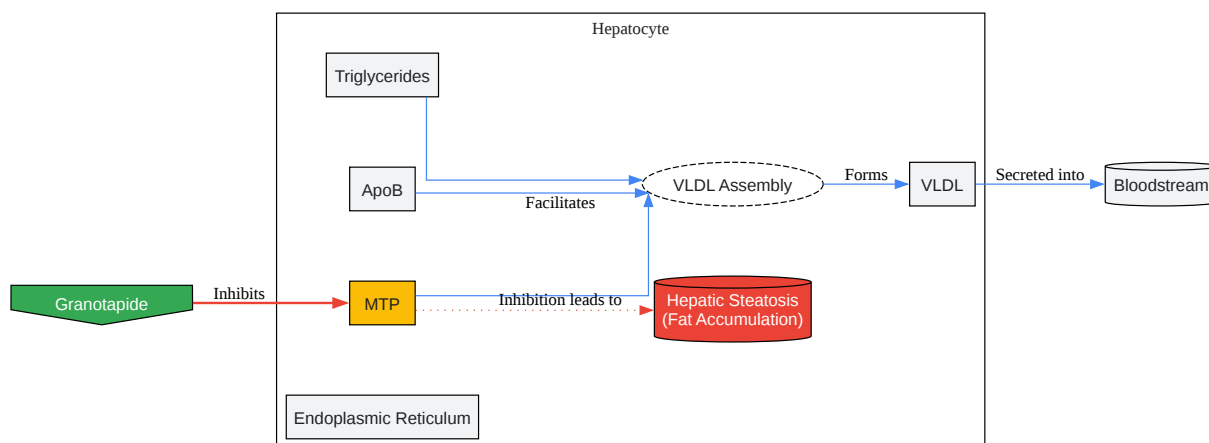 Hepatocyte
Triglycerides
ApoB
Facilitates
VLDL Assembly
Forms
VLDL
Secreted into
Bloodstream
Granotapide
Inhibits
MTP
Inhibition leads to
Hepatic Steatosis
(Fat Accumulation)
Endoplasmic Reticulum